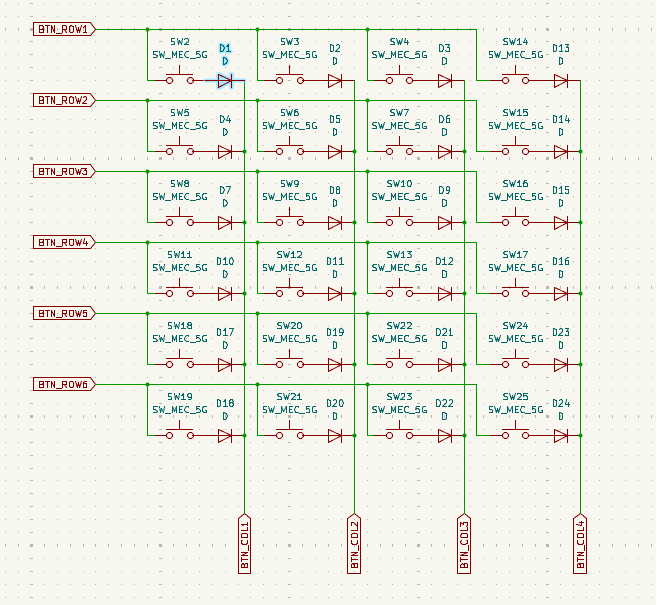 BTN_ROW1
SW2 D1 SW3 D2 SW4 D3 SW14 D13
SW_MEC_5G D SW_MEC_5G D SW_MEC_5G D SW_MEC_5G D
BTN_ROW2
SW5 D4 SW6 D5 SW7 D6 SW15 D14
SW_MEC_5G D SW_MEC_5G D SW_MEC_5G D SW_MEC_5G D
BTN_ROW3
SW8 D7 SW9 D8 SW10 D9 SW16 D15
SW_MEC_5G D SW_MEC_5G D SW_MEC_5G D SW_MEC_5G D
BTN_ROW4
SW11 D10 SW12 D11 SW13 D12 SW17 D16
SW_MEC_5G D SW_MEC_5G D SW_MEC_5G D SW_MEC_5G D
BTN_ROW5
SW18 D17 SW20 D19 SW22 D21 SW24 D23
SW_MEC_5G D SW_MEC_5G D SW_MEC_5G D SW_MEC_5G D
BTN_ROW6
SW19 D18 SW21 D20 SW23 D22 SW25 D24
SW_MEC_5G D SW_MEC_5G D SW_MEC_5G D SW_MEC_5G D
BTN_COL1
BTN_COL2
BTN_COL3
BTN_COL4